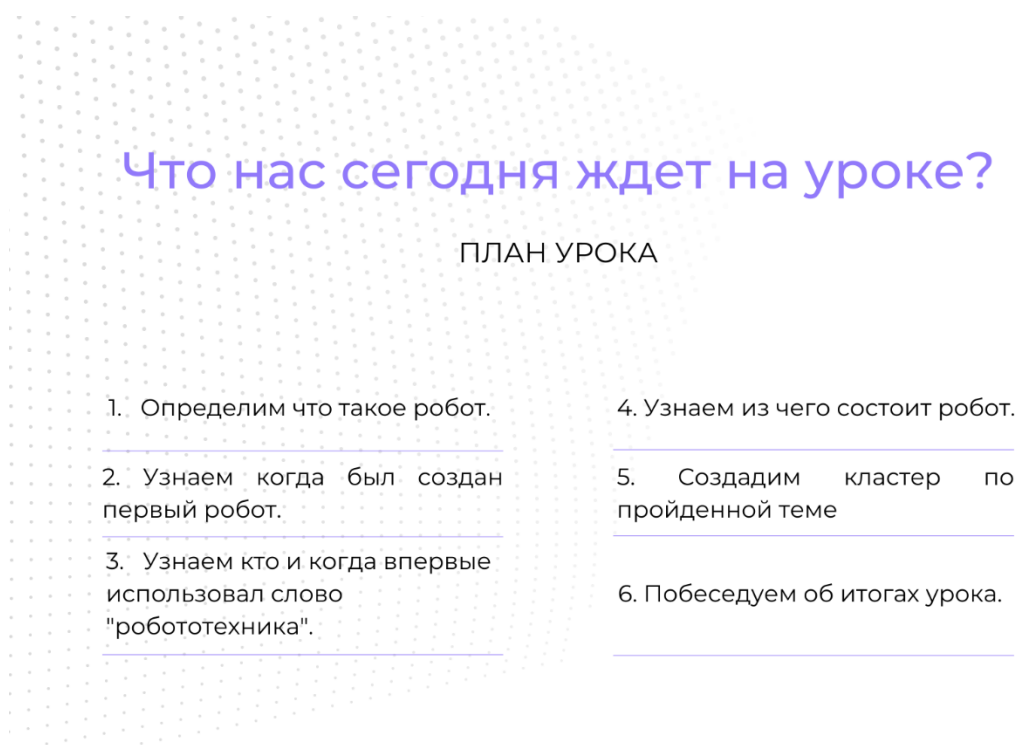 Что нас сегодня ждет на уроке?
ПЛАН УРОКА
1. Определим что такое робот.
2. Узнаем когда был создан
первый робот.
3. Узнаем кто и когда впервые
использовал слово
"робототехника".
4. Узнаем из чего состоит робот.
5. Создадим кластер по
пройденной теме
6. Побеседуем об итогах урока.